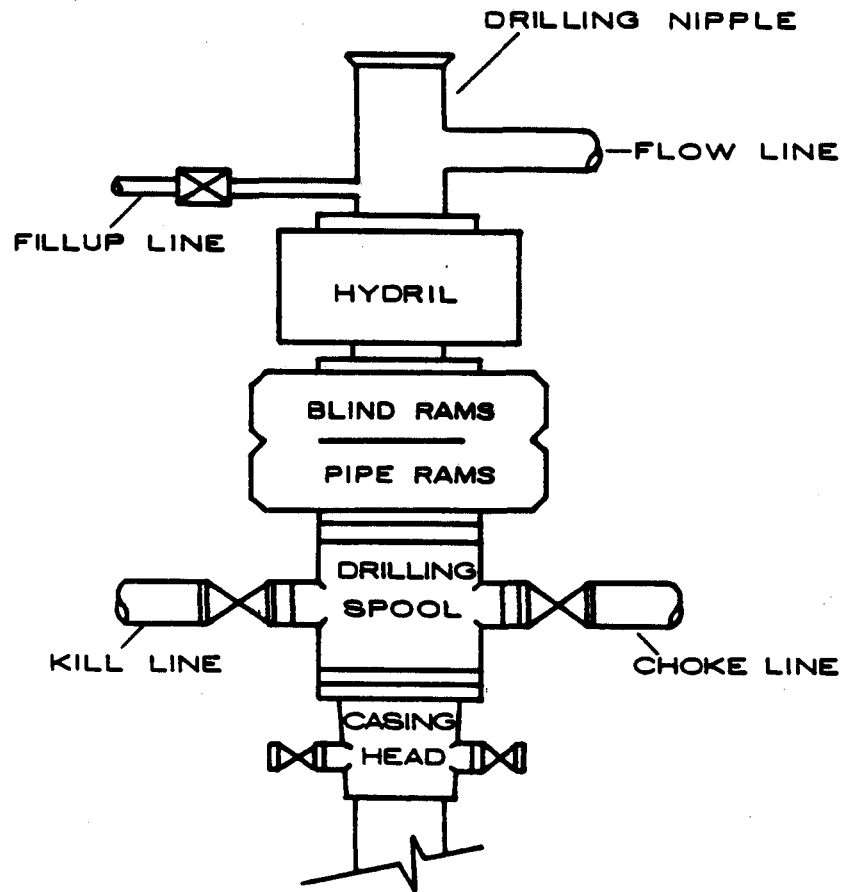 DRILLING NIPPLE
FLOW LINE
FILLUP LINE
HYDRIL
BLIND RAMS
PIPE RAMS
DRILLING
SPOOL
KILL LINE
CHOKE LINE
CASING
HEAD